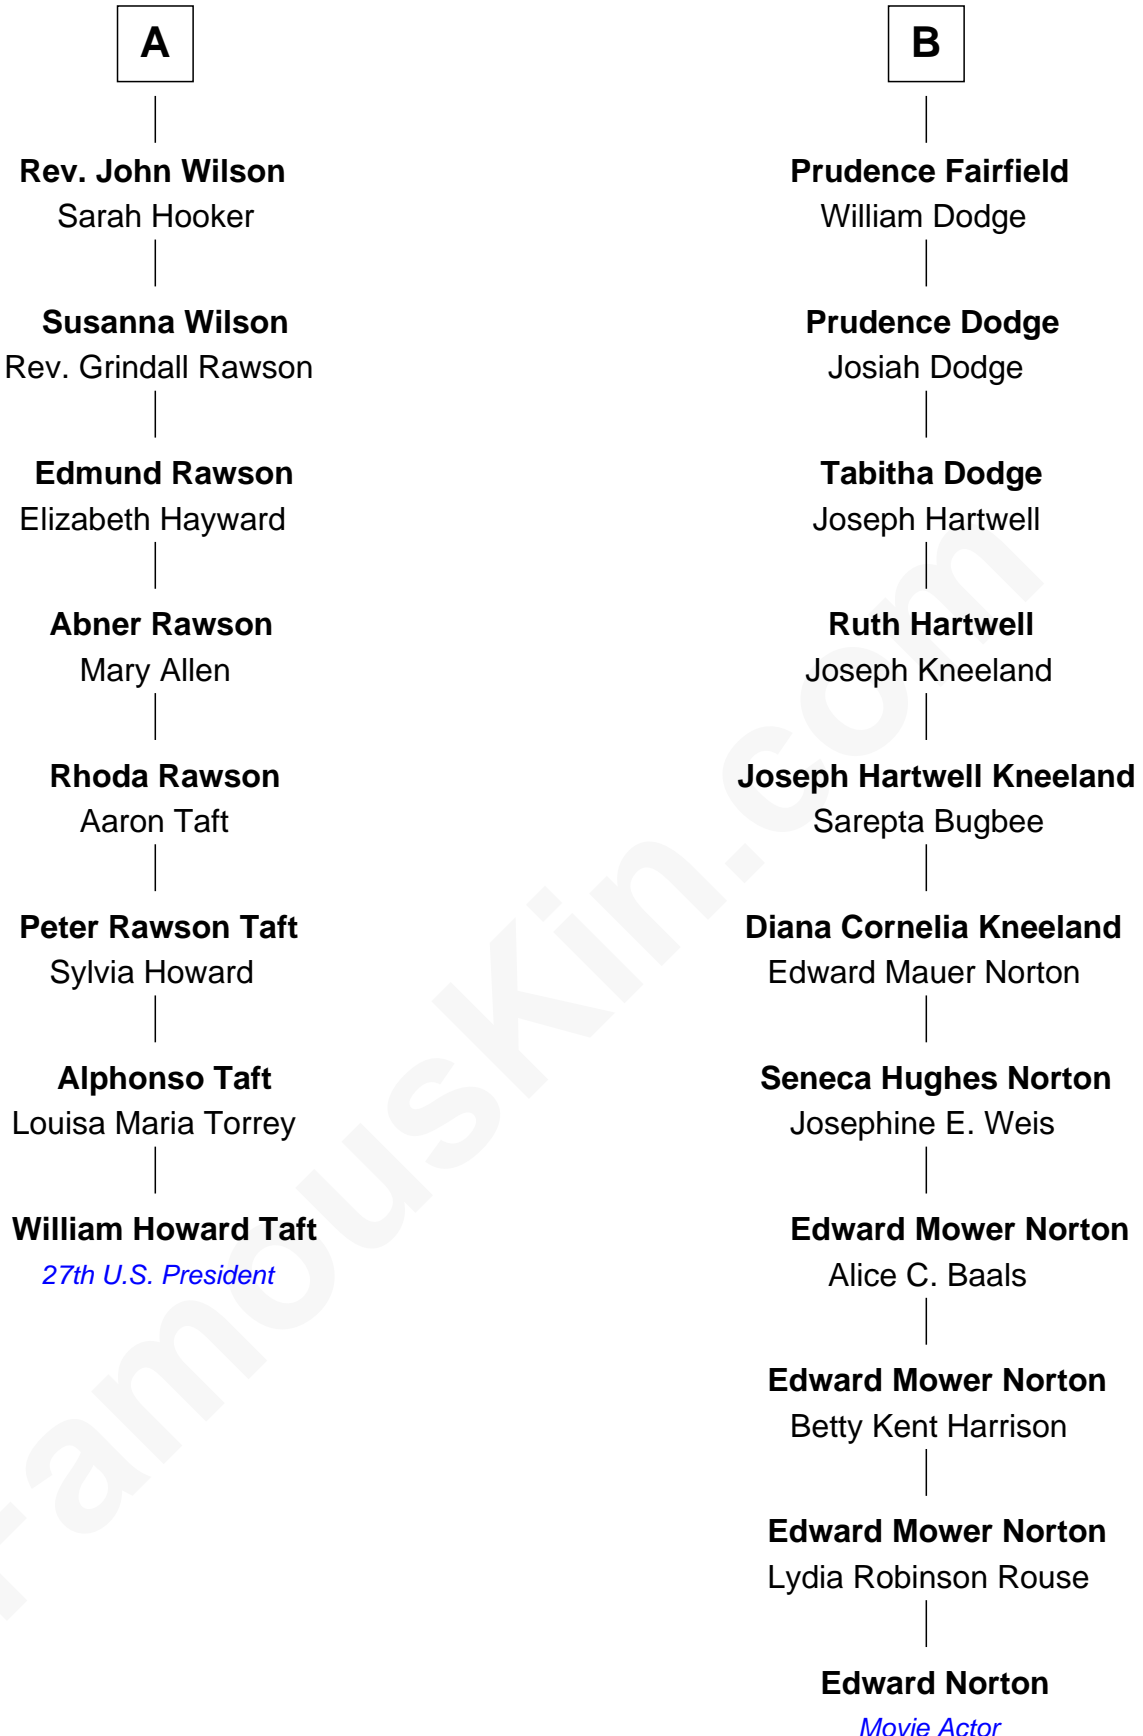 A
Rev. John Wilson
Sarah Hooker
Susanna Wilson
Rev. Grindall Rawson
Edmund Rawson
Elizabeth Hayward
Abner Rawson
Mary Allen
Rhoda Rawson
Aaron Taft
Peter Rawson Taft
Sylvia Howard
Alphonso Taft
Louisa Maria Torrey
William Howard Taft
27th U.S. President
B
Prudence Fairfield
William Dodge
Prudence Dodge
Josiah Dodge
Tabitha Dodge
Joseph Hartwell
Ruth Hartwell
Joseph Kneeland
Joseph Hartwell Kneeland
Sarepta Bugbee
Diana Cornelia Kneeland
Edward Mauer Norton
Seneca Hughes Norton
Josephine E. Weis
Edward Mower Norton
Alice C. Baals
Edward Mower Norton
Betty Kent Harrison
Edward Mower Norton
Lydia Robinson Rouse
Edward Norton
Movie Actor
FamousKin.com